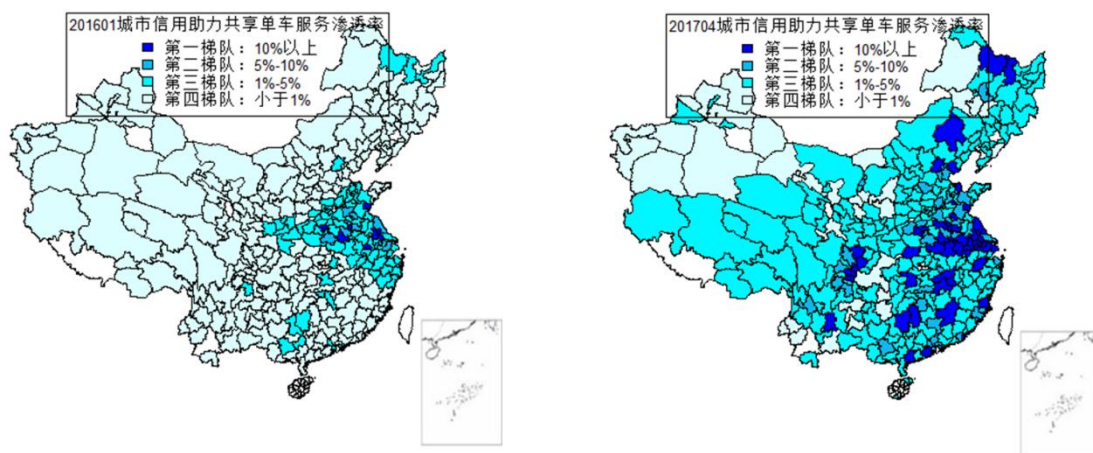 201601城市信用助力共享单车服务渗透率
第一梯队：10%以上
第二梯队：5%-10%
第三梯队：1%-5%
第四梯队：小于1%
201704城市信用助力共享单车服务渗透率
第一梯队：10%以上
第二梯队：5%-10%
第三梯队：1%-5%
第四梯队：小于1%